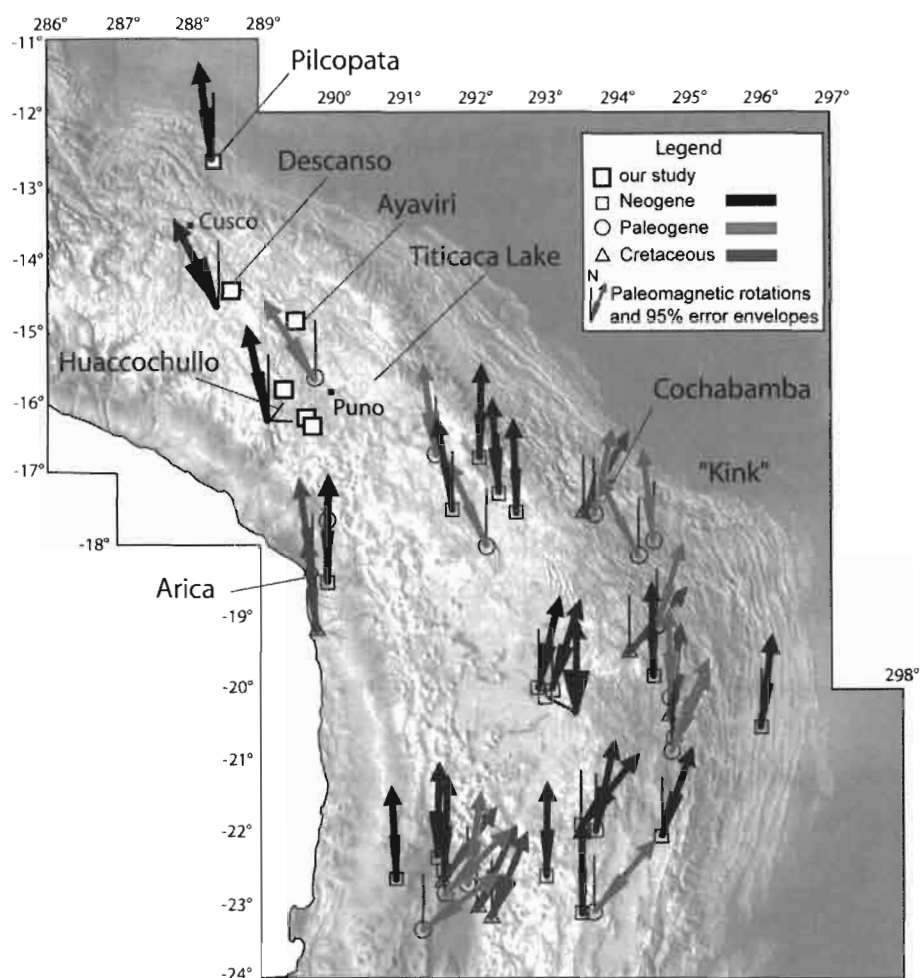 286° 287° 288° 289°
-11°
Pilcopata
290° 291° 292° 293° 294° 295° 296° 297°
-12°
Legend
our study
Neogene
Paleogene
Cretaceous
N
Paleomagnetic rotations
and 95% error envelopes
Descanso
-13°
Ayaviri
Cusco
-14°
Titicaca Lake
-15°
Huaccochullo
Cochabamba
-16°
Puno
"Kink"
-17°
-18°
Arica
-19°
298°
-20°
-21°
-22°
-23°
-24°